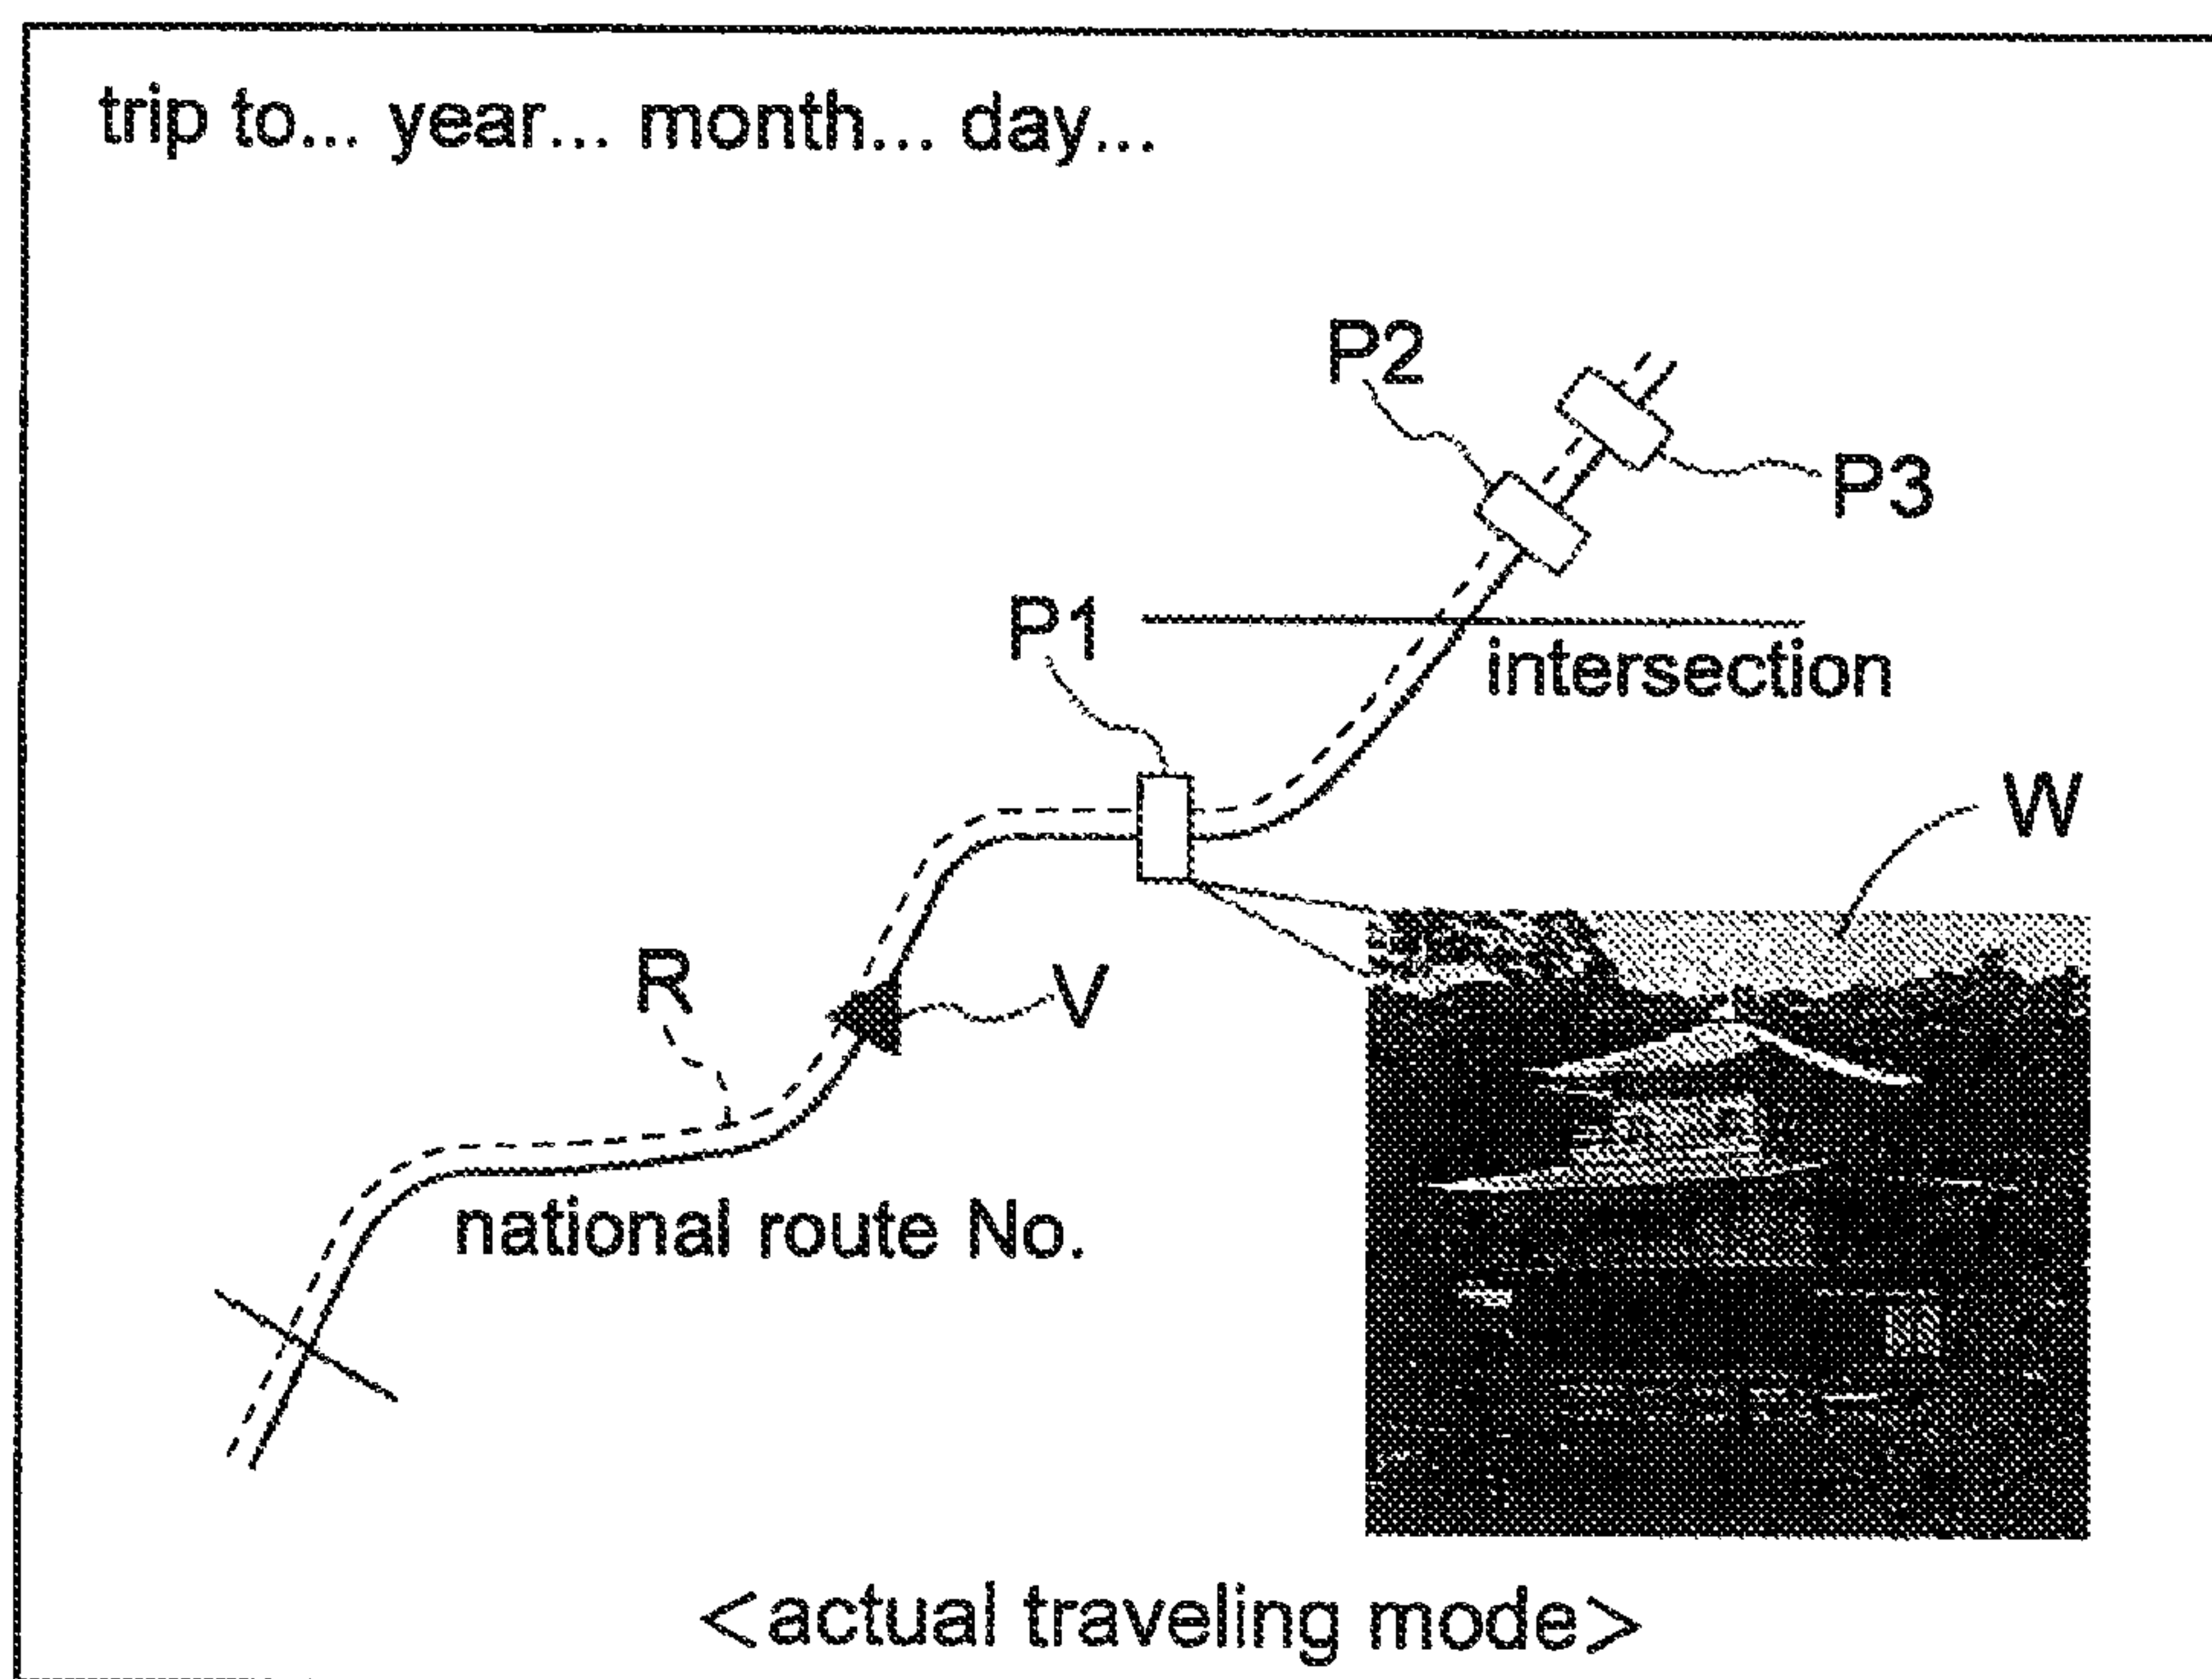 trip to... year... month... day...
P2
P3
P1
intersection
W
R
V
national route No.
<actual traveling mode>